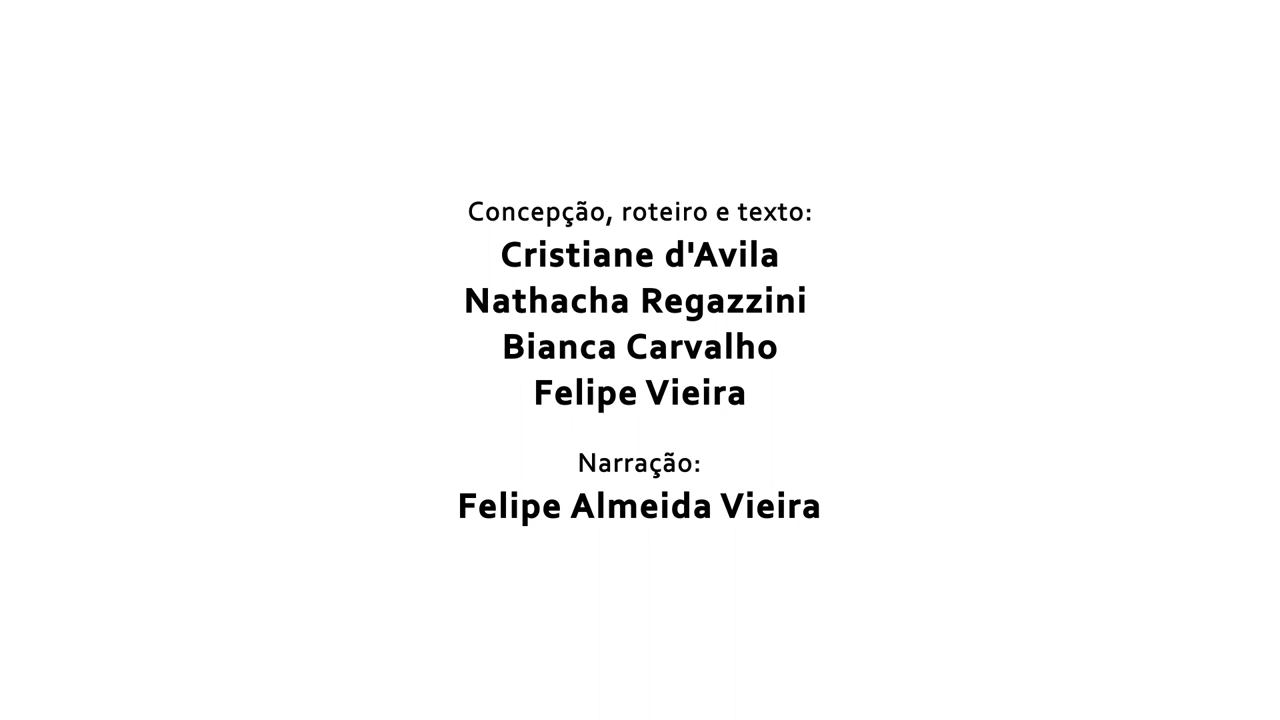 Concepção, roteiro e texto:
Cristiane d'Avila
Nathacha Regazzini
Bianca Carvalho
Felipe Vieira
Narração:
Felipe Almeida Vieira